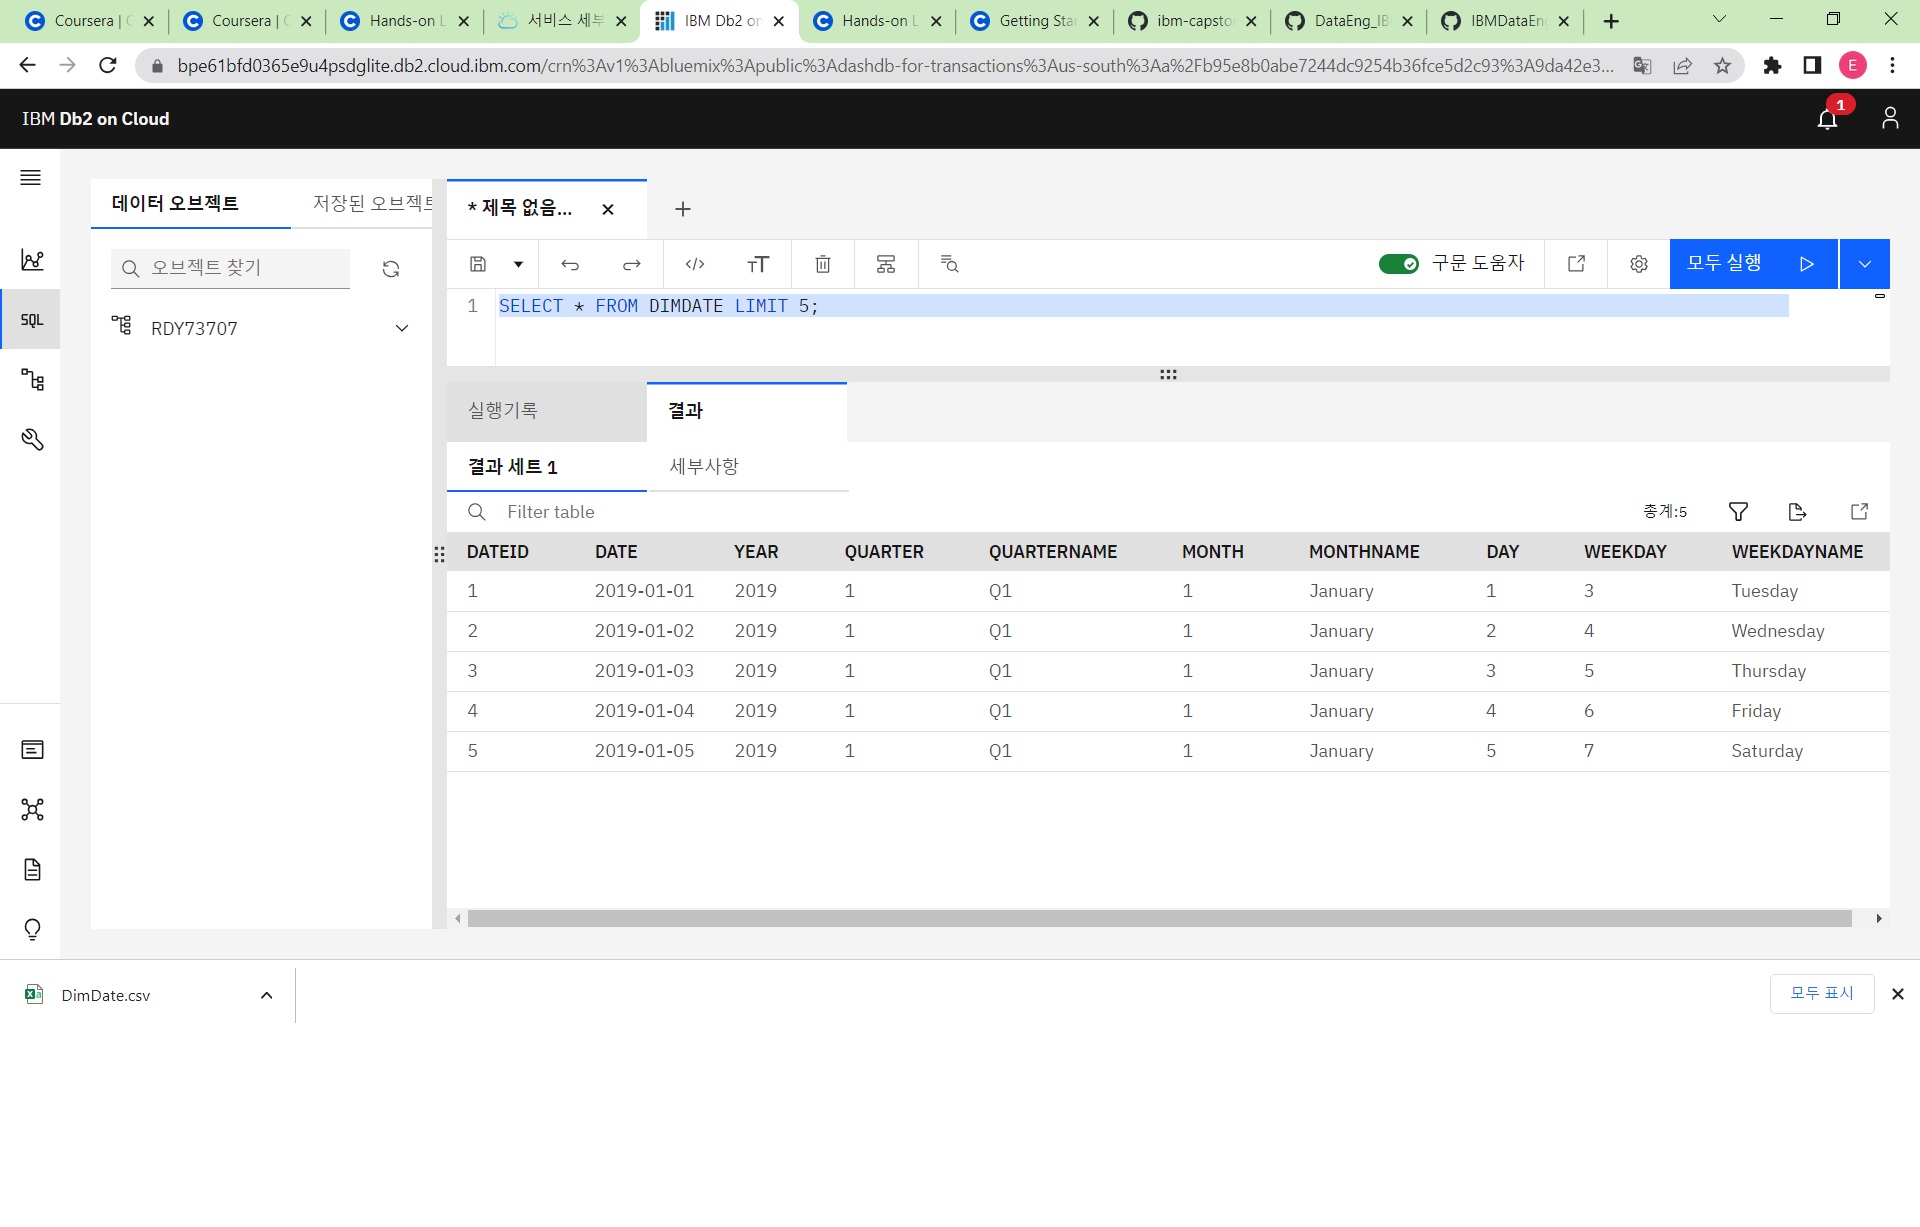 Coursera | Coursera | Hands-on L 서비스 세부 IBM Db2 on Hands-on L Getting Sta ibm-capsto DataEng_IB IBMDataEn
bpe61bfd0365e9u4psdglite.db2.cloud.ibm.com/crn%3Av1%3Abluemix%3Apublic%3Adashdb-for-transactions%3Aus-south%3Aa%2Fb95e8b0abe7244dc9254b36fce5d2c93%3A9da42e3... E
IBM Db2 on Cloud 1
데이터 오브젝트 저장된 오브젝트 * 제목 없음...
오브젝트 찾기 구문 도움자 모두 실행
SQL
RDY73707
1 SELECT * FROM DIMDATE LIMIT 5;
실행기록 결과
결과 세트 1 세부사항
Filter table 총계:5
DATEID DATE YEAR QUARTER QUARTERNAME MONTH MONTHNAME DAY WEEKDAY WEEKDAYNAME
1 2019-01-01 2019 1 Q1 1 January 1 3 Tuesday
2 2019-01-02 2019 1 Q1 1 January 2 4 Wednesday
3 2019-01-03 2019 1 Q1 1 January 3 5 Thursday
4 2019-01-04 2019 1 Q1 1 January 4 6 Friday
5 2019-01-05 2019 1 Q1 1 January 5 7 Saturday
DimDate.csv 모두 표시